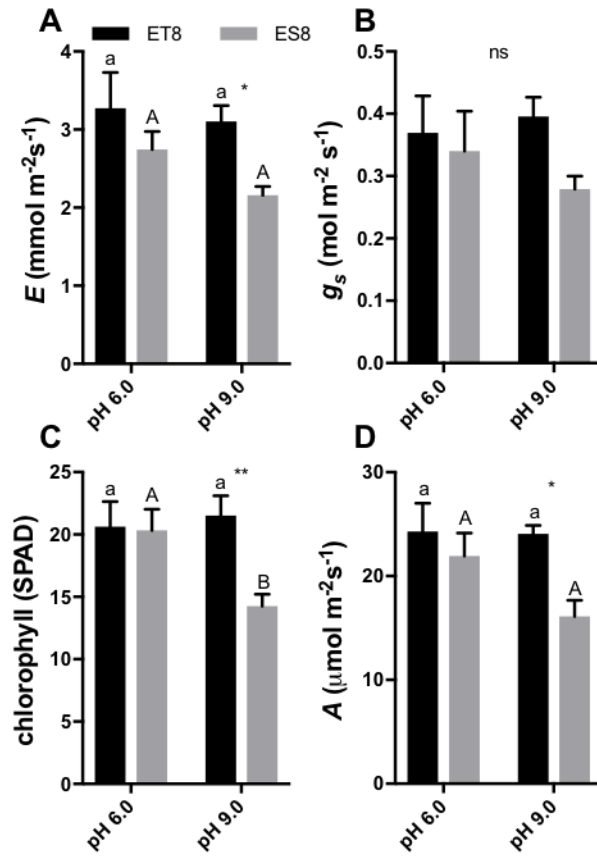 A
B
ET8
ES8
a
A
a
*
A
4
3
2
1
0
E (mmol m-2s-1)
pH 6.0
pH 9.0
ns
0.5
0.4
0.3
0.2
0.1
0.0
gs (mol m-2 s-1)
pH 6.0
pH 9.0
C
D
25
20
15
10
5
0
chlorophyll (SPAD)
a
A
a
**
B
pH 6.0
pH 9.0
30
20
10
0
A (μmol m-2s-1)
a
A
a
*
A
pH 6.0
pH 9.0